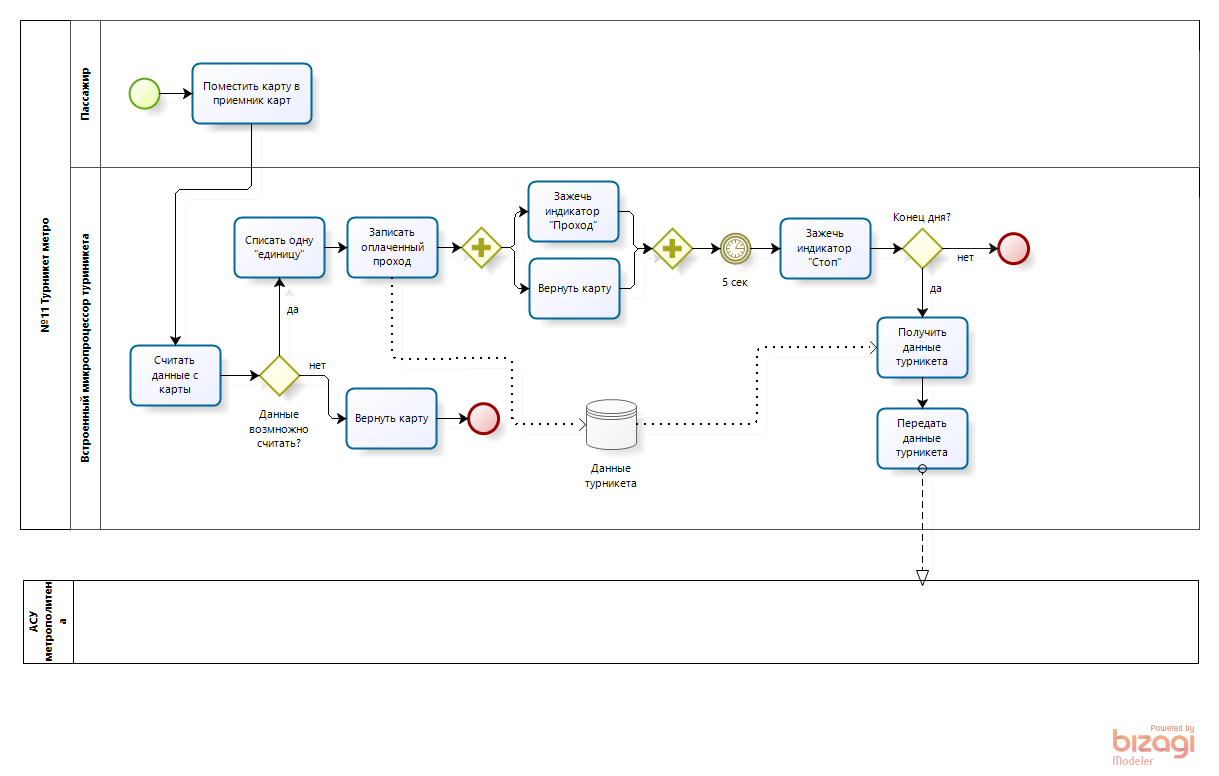 №11 Турникет метро
Пассажир
Поместить карту в
приемник карт
Встроенный микропроцессор турникета
Считать
данные с
карты
Данные
возмножно
считать?
да
нет
Списать одну
"единицу"
Записать
оплаченный
проход
Зажечь
индикатор
"Проход"
Вернуть карту
5 сек
Зажечь
индикатор
"Стоп"
Конец дня?
нет
да
Вернуть карту
Данные
турникета
Получить
данные
турникета
Передать
данные
турникета
АСУ
метрополитен
а
Powered by
bizagi
Modeler